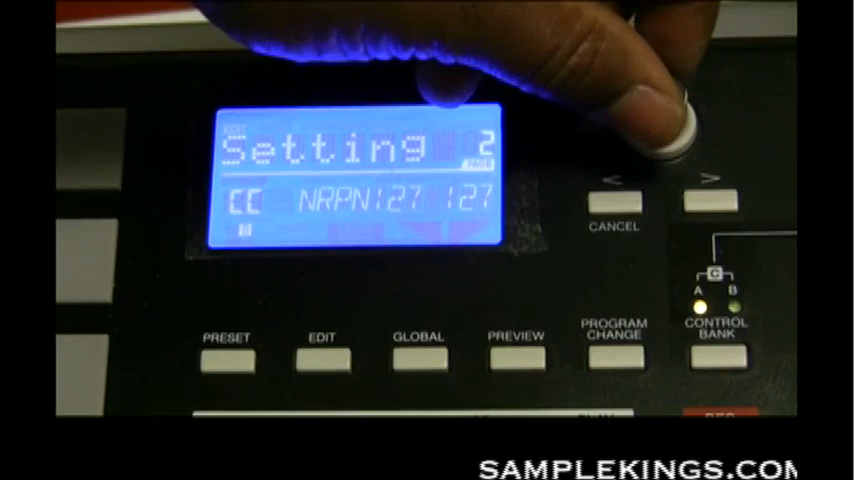 EDIT
Setting 2
PAGE
CC NRPN127 127
< >
CANCEL
C
A B
PRESET EDIT GLOBAL PREVIEW PROGRAM CHANGE CONTROL BANK
SAMPLEKINGS.COM